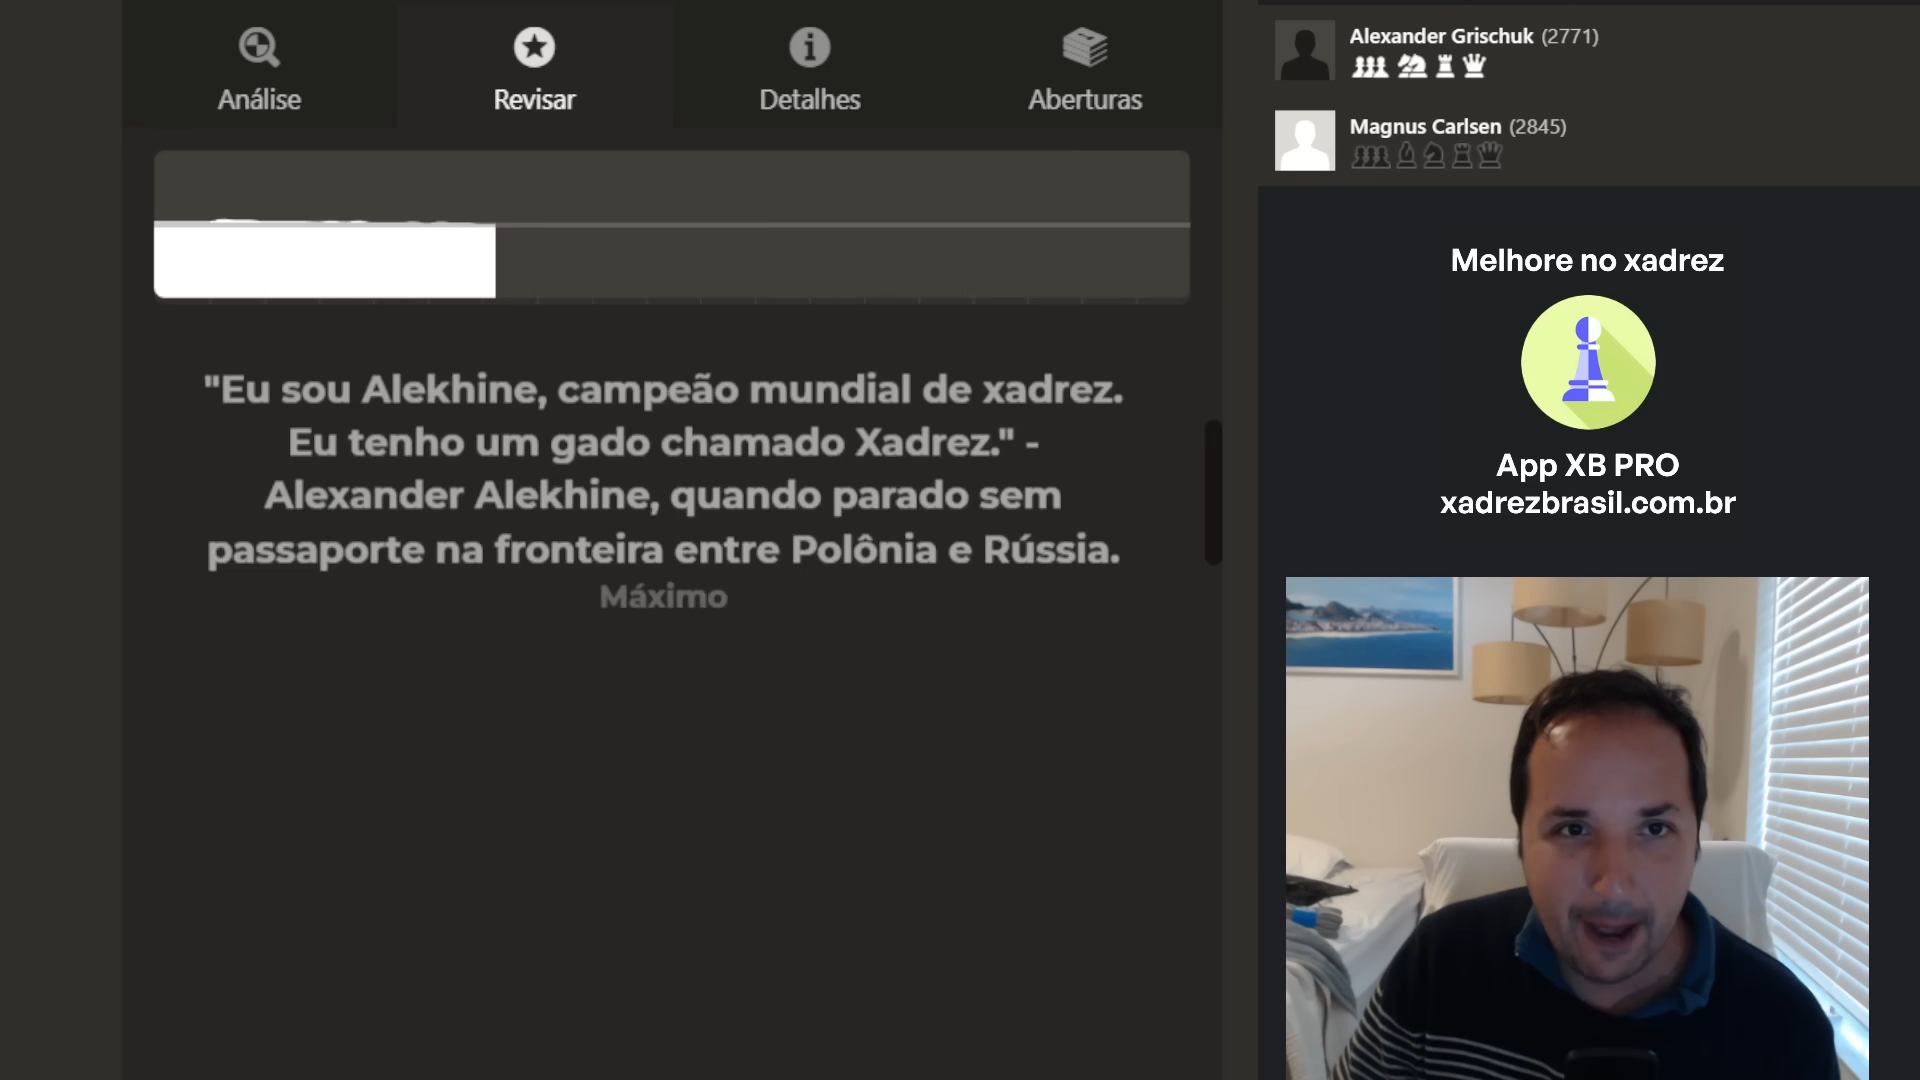 Análise
Revisar
Detalhes
Aberturas
"Eu sou Alekhine, campeão mundial de xadrez.
Eu tenho um gado chamado Xadrez." -
Alexander Alekhine, quando parado sem
passaporte na fronteira entre Polônia e Rússia.
Máximo
Alexander Grischuk (2771)
Magnus Carlsen (2845)
Melhore no xadrez
App XB PRO
xadrezbrasil.com.br